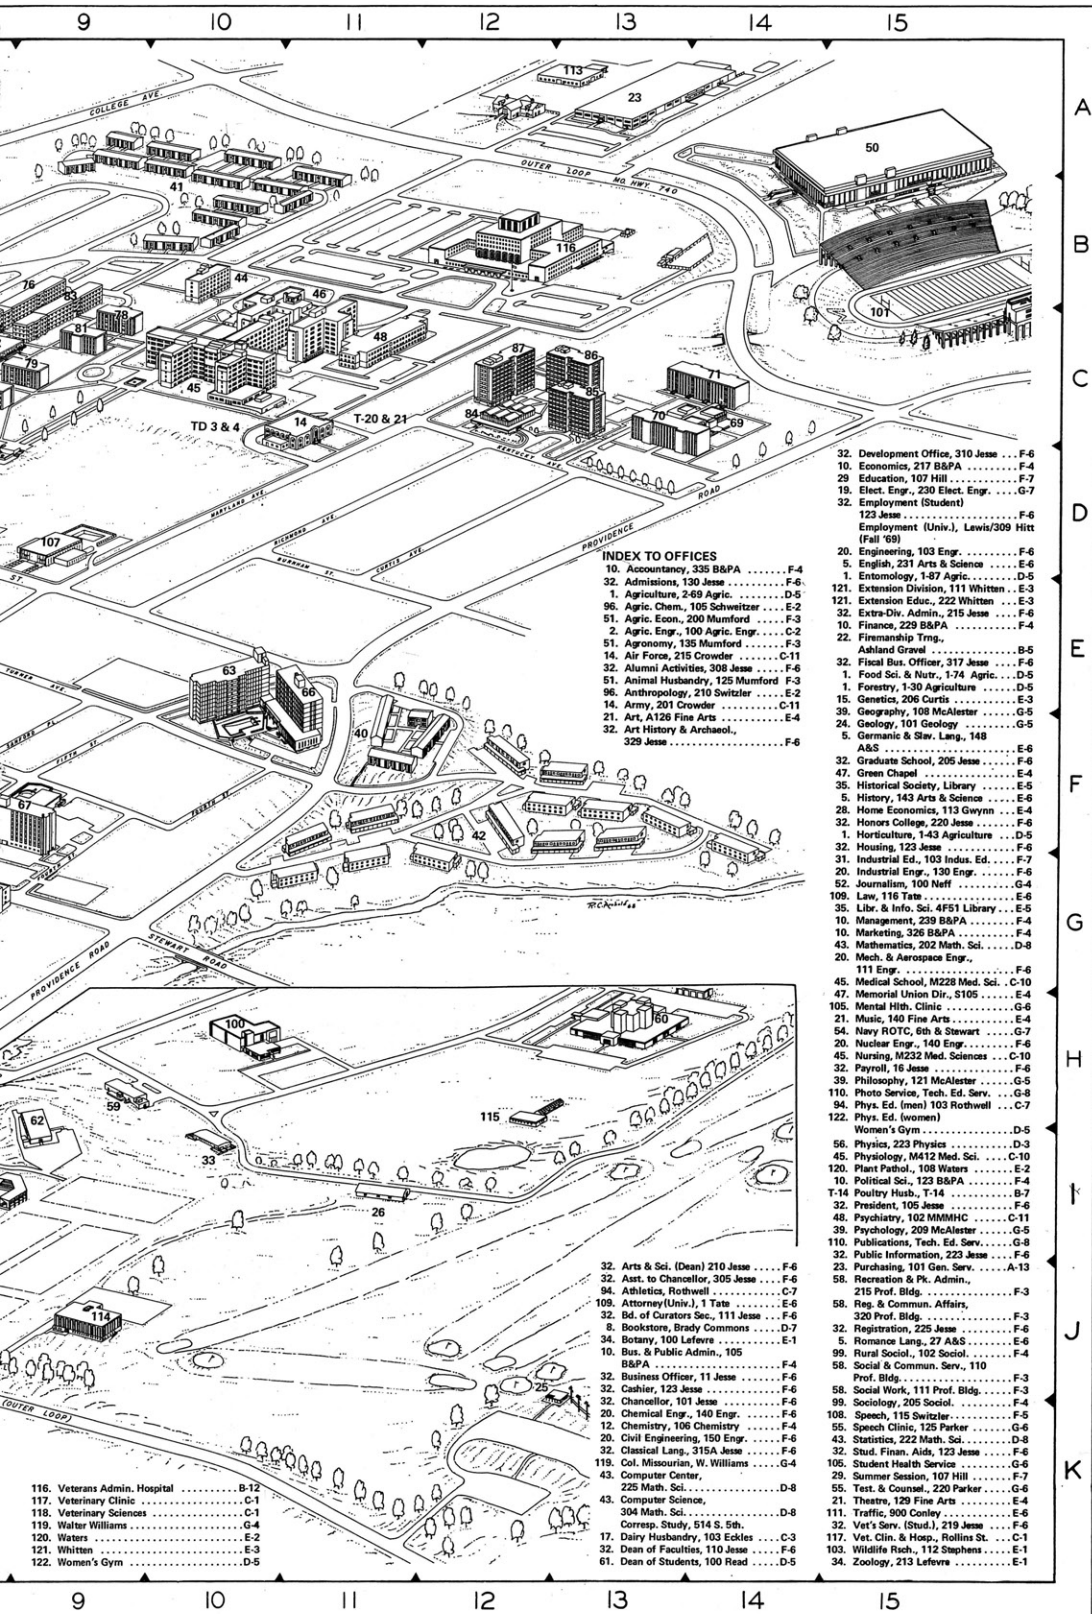 9 10 11 12 13 14 15
A
B
C
D
E
F
G
H
I
J
K
COLLEGE AVE.
113
23
50
OUTER LOOP MO. HWY. 740
41
116
76
83
44
46
78
81
48
101
79
45
87
86
71
85
84
70
69
TD 3 & 4
14
T-20 & 21
KENTUCKY AVE.
MARYLAND AVE.
RICHMOND AVE.
PROVIDENCE ROAD
107
BURNHAM ST.
CURTIS AVE.
ST.
63
66
TURNER AVE.
40
SANFORD PL
FIFTH ST
FOURTH ST.
67
42
PROVIDENCE ROAD
STEWART ROAD
100
60
59
62
115
33
26
114
25
(OUTER LOOP)
INDEX TO OFFICES
10. Accountancy, 335 B&PA ....... F-4
32. Admissions, 130 Jesse ......... F-6
1. Agriculture, 2-69 Agric. ......... D-5
96. Agric. Chem., 105 Schweitzer .... E-2
51. Agric. Econ., 200 Mumford ..... F-3
2. Agric. Engr., 100 Agric. Engr. .... C-2
51. Agronomy, 135 Mumford ....... F-3
14. Air Force, 215 Crowder ........ C-11
32. Alumni Activities, 308 Jesse ..... F-6
51. Animal Husbandry, 125 Mumford F-3
96. Anthropology, 210 Switzler ..... E-2
14. Army, 201 Crowder ........... C-11
21. Art, A126 Fine Arts ........... E-4
32. Art History & Archaeol.,
329 Jesse .................. F-6
32. Arts & Sci. (Dean) 210 Jesse .... F-6
32. Asst. to Chancellor, 305 Jesse .... F-6
94. Athletics, Rothwell ............ C-7
109. Attorney(Univ.), 1 Tate ........ E-6
32. Bd. of Curators Sec., 111 Jesse ... F-6
8. Bookstore, Brady Commons ..... D-7
34. Botany, 100 Lefevre ........... E-1
10. Bus. & Public Admin., 105
B&PA ..................... F-4
32. Business Officer, 11 Jesse ....... F-6
32. Cashier, 123 Jesse ............ F-6
32. Chancellor, 101 Jesse .......... F-6
20. Chemical Engr., 140 Engr. ...... F-6
12. Chemistry, 106 Chemistry ...... F-4
20. Civil Engineering, 150 Engr. ..... F-6
32. Classical Lang., 315A Jesse ..... F-6
119. Col. Missourian, W. Williams .... G-4
43. Computer Center,
225 Math. Sci. ............... D-8
43. Computer Science,
304 Math. Sci. ............... D-8
Corresp. Study, 514 S. 5th.
17. Dairy Husbandry, 103 Eckles .... C-3
32. Dean of Faculties, 110 Jesse ..... F-6
61. Dean of Students, 100 Read ..... D-5
32. Development Office, 310 Jesse ... F-6
10. Economics, 217 B&PA ......... F-4
29 Education, 107 Hill ........... F-7
19. Elect. Engr., 230 Elect. Engr. .... G-7
32. Employment (Student)
123 Jesse ................... F-6
Employment (Univ.), Lewis/309 Hitt
(Fall '69)
20. Engineering, 103 Engr. ......... F-6
5. English, 231 Arts & Science ..... E-6
1. Entomology, 1-87 Agric. ........ D-5
121. Extension Division, 111 Whitten .. E-3
121. Extension Educ., 222 Whitten ... E-3
32. Extra-Div. Admin., 215 Jesse .... F-6
10. Finance, 229 B&PA ........... F-4
22. Firemanship Trng.,
Ashland Gravel .............. B-5
32. Fiscal Bus. Officer, 317 Jesse .... F-6
1. Food Sci. & Nutr., 1-74 Agric. ... D-5
1. Forestry, 1-30 Agriculture ...... D-5
15. Genetics, 206 Curtis .......... E-3
39. Geography, 108 McAlester ...... G-5
24. Geology, 101 Geology ......... G-5
5. Germanic & Slav. Lang., 148
A&S ...................... E-6
32. Graduate School, 205 Jesse ..... F-6
47. Green Chapel ............... E-4
35. Historical Society, Library ...... E-5
5. History, 143 Arts & Science ..... E-6
28. Home Economics, 113 Gwynn ... E-4
32. Honors College, 220 Jesse ...... F-6
1. Horticulture, 1-43 Agriculture ... D-5
32. Housing, 123 Jesse ........... F-6
31. Industrial Ed., 103 Indus. Ed. .... F-7
20. Industrial Engr., 130 Engr. ...... F-6
52. Journalism, 100 Neff .......... G-4
109. Law, 116 Tate ............... E-6
35. Libr. & Info. Sci. 4F51 Library ... E-5
10. Management, 239 B&PA ....... F-4
10. Marketing, 326 B&PA ......... F-4
43. Mathematics, 202 Math. Sci. ..... D-8
20. Mech. & Aerospace Engr.,
111 Engr. .................. F-6
45. Medical School, M228 Med. Sci. . C-10
47. Memorial Union Dir., S105 ...... E-4
105. Mental Hlth. Clinic ........... G-6
21. Music, 140 Fine Arts .......... E-4
54. Navy ROTC, 6th & Stewart ..... G-7
20. Nuclear Engr., 140 Engr. ....... F-6
45. Nursing, M232 Med. Sciences ... C-10
32. Payroll, 16 Jesse ............. F-6
39. Philosophy, 121 McAlester ...... G-5
110. Photo Service, Tech. Ed. Serv. ... G-8
94. Phys. Ed. (men) 103 Rothwell ... C-7
122. Phys. Ed. (women)
Women's Gym ............... D-5
56. Physics, 223 Physics .......... D-3
45. Physiology, M412 Med. Sci. .... C-10
120. Plant Pathol., 108 Waters ...... E-2
10. Political Sci., 123 B&PA ....... F-4
T-14 Poultry Husb., T-14 .......... B-7
32. President, 105 Jesse .......... F-6
48. Psychiatry, 102 MMMHC ...... C-11
39. Psychology, 209 McAlester ..... G-5
110. Publications, Tech. Ed. Serv. ..... G-8
32. Public Information, 223 Jesse ... F-6
23. Purchasing, 101 Gen. Serv. ..... A-13
58. Recreation & Pk. Admin.,
215 Prof. Bldg. .............. F-3
58. Reg. & Commun. Affairs,
320 Prof. Bldg. .............. F-3
32. Registration, 225 Jesse ........ F-6
5. Romance Lang., 27 A&S ....... E-6
99. Rural Sociol., 102 Sociol. ....... F-4
58. Social & Commun. Serv., 110
Prof. Bldg. .................. F-3
58. Social Work, 111 Prof. Bldg. ..... F-3
99. Sociology, 205 Sociol. ......... F-4
108. Speech, 115 Switzler .......... F-5
55. Speech Clinic, 125 Parker ...... G-6
43. Statistics, 222 Math. Sci. ....... D-8
32. Stud. Finan. Aids, 123 Jesse .... F-6
105. Student Health Service ........ G-6
29. Summer Session, 107 Hill ...... F-7
55. Test. & Counsel., 220 Parker .... G-6
21. Theatre, 129 Fine Arts ......... E-4
111. Traffic, 900 Conley ........... E-6
32. Vet's Serv. (Stud.), 219 Jesse ... F-6
117. Vet. Clin. & Hosp., Rollins St. ... C-1
103. Wildlife Rsch., 112 Stephens .... E-1
34. Zoology, 213 Lefevre .......... E-1
116. Veterans Admin. Hospital ....... B-12
117. Veterinary Clinic ............. C-1
118. Veterinary Sciences ........... C-1
119. Walter Williams .............. G-4
120. Waters .................... E-2
121. Whitten ................... E-3
122. Women's Gym ............... D-5
9 10 11 12 13 14 15